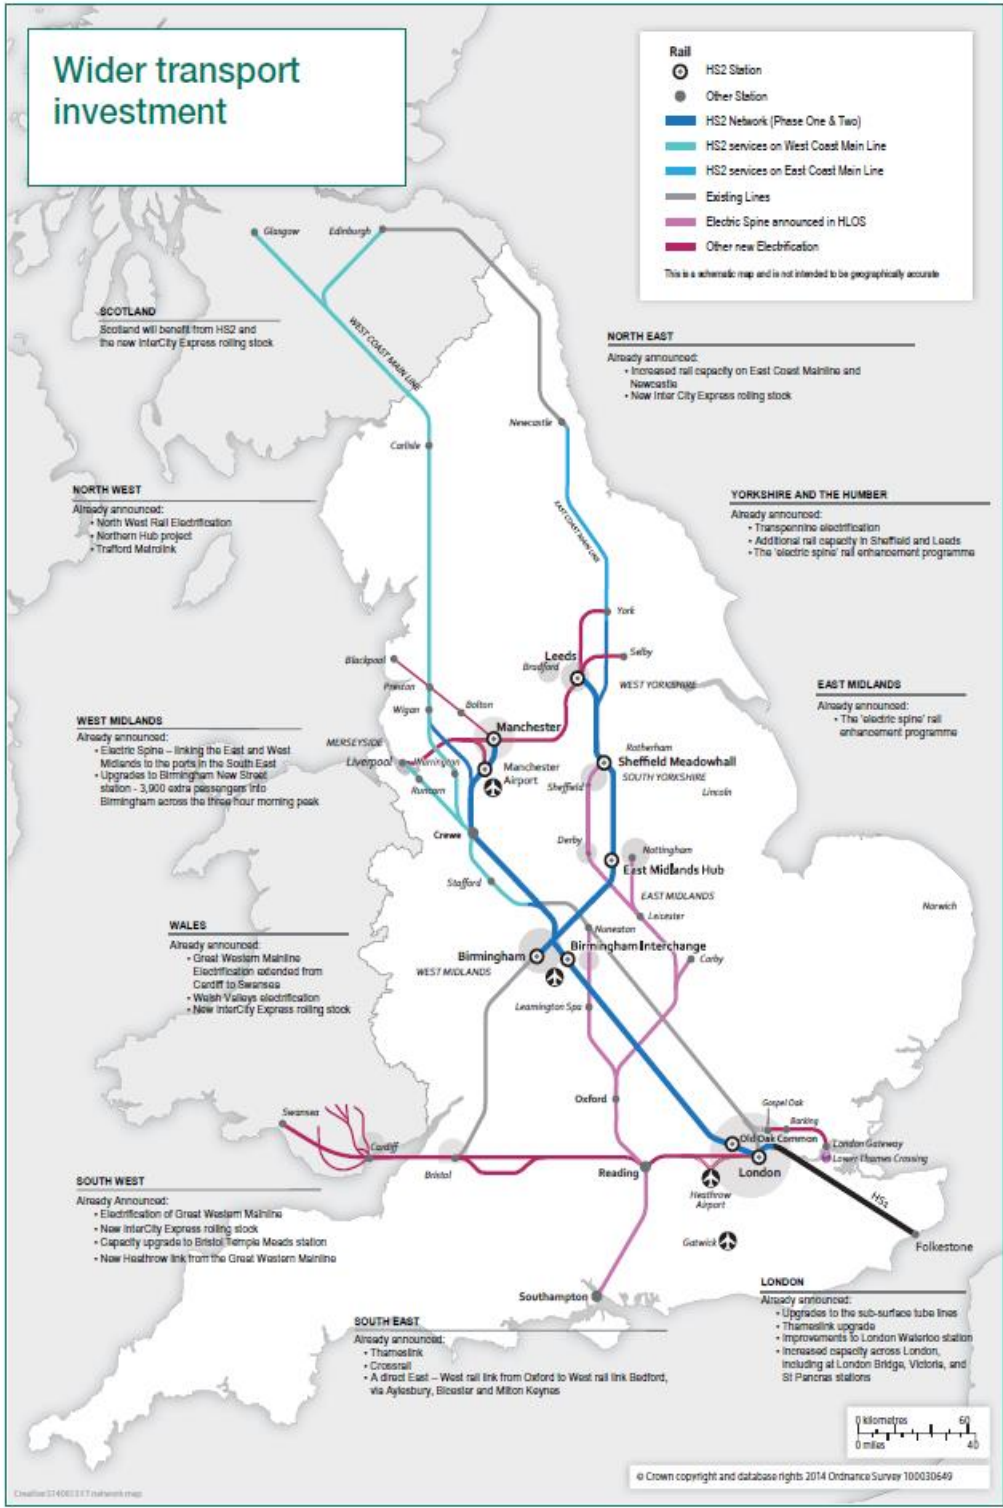 Wider transport
investment
Rail
HS2 Station
Other Station
HS2 Network (Phase One & Two)
HS2 services on West Coast Main Line
HS2 services on East Coast Main Line
Existing Lines
Electric Spine announced in HLOS
Other new Electrification
This is a schematic map and is not intended to be geographically accurate
Glasgow
Edinburgh
SCOTLAND
Scotland will benefit from HS2 and
the new InterCity Express rolling stock
WEST COAST MAIN LINE
NORTH EAST
Already announced:
• Increased rail capacity on East Coast Mainline and
Newcastle
• New Inter City Express rolling stock
Newcastle
Carlisle
NORTH WEST
Already announced:
• North West Rail Electrification
• Northern Hub project
• Trafford Metrolink
EAST COAST MAIN LINE
YORKSHIRE AND THE HUMBER
Already announced:
• Transpennine electrification
• Additional rail capacity in Sheffield and Leeds
• The 'electric spine' rail enhancement programme
York
Leeds
Bradford
Selby
WEST YORKSHIRE
Blackpool
Preston
Wigan
Bolton
EAST MIDLANDS
Already announced:
• The 'electric spine' rail
enhancement programme
WEST MIDLANDS
Already announced:
• Electric Spine – linking the East and West
Midlands to the ports in the South East
• Upgrades to Birmingham New Street
station - 3,900 extra passengers into
Birmingham across the three hour morning peak
Manchester
MERSEYSIDE
Liverpool
Warrington
Manchester
Airport
Runcorn
Rotherham
Sheffield Meadowhall
SOUTH YORKSHIRE
Sheffield
Lincoln
Crewe
Derby
Nottingham
East Midlands Hub
Stafford
EAST MIDLANDS
Leicester
Norwich
WALES
Already announced:
• Great Western Mainline
Electrification extended from
Cardiff to Swansea
• Welsh Valleys electrification
• New InterCity Express rolling stock
Nuneaton
Birmingham
Birmingham Interchange
WEST MIDLANDS
Corby
Leamington Spa
Oxford
Gospel Oak
Barking
Swansea
Cardiff
Old Oak Common
London Gateway
Lower Thames Crossing
Bristol
Reading
London
Heathrow
Airport
HS1
Gatwick
Folkestone
SOUTH WEST
Already Announced:
• Electrification of Great Western Mainline
• New InterCity Express rolling stock
• Capacity upgrade to Bristol Temple Meads station
• New Heathrow link from the Great Western Mainline
Southampton
LONDON
Already announced:
• Upgrades to the sub-surface tube lines
• Thameslink upgrade
• Improvements to London Waterloo station
• Increased capacity across London,
including at London Bridge, Victoria, and
St Pancras stations
SOUTH EAST
Already announced:
• Thameslink
• Crossrail
• A direct East – West rail link from Oxford to West rail link Bedford,
via Aylesbury, Bicester and Milton Keynes
0 kilometres 60
0 miles 40
© Crown copyright and database rights 2014 Ordnance Survey 100030649